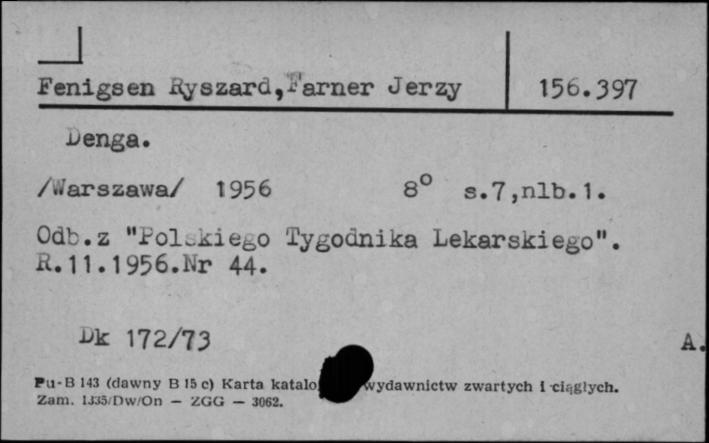 Fenigsen Ryszard,Farner Jerzy 156.397
Denga.
/Warszawa/ 1956 8° s.7,nlb.1.
Odb.z "Polskiego Tygodnika Lekarskiego".
R.11.1956.Nr 44.
Dk 172/73
A.
Pu-B 143 (dawny B 15 c) Karta katalo wydawnictw zwartych i ciągłych.
Zam. 1335/Dw/On — ZGG — 3062.